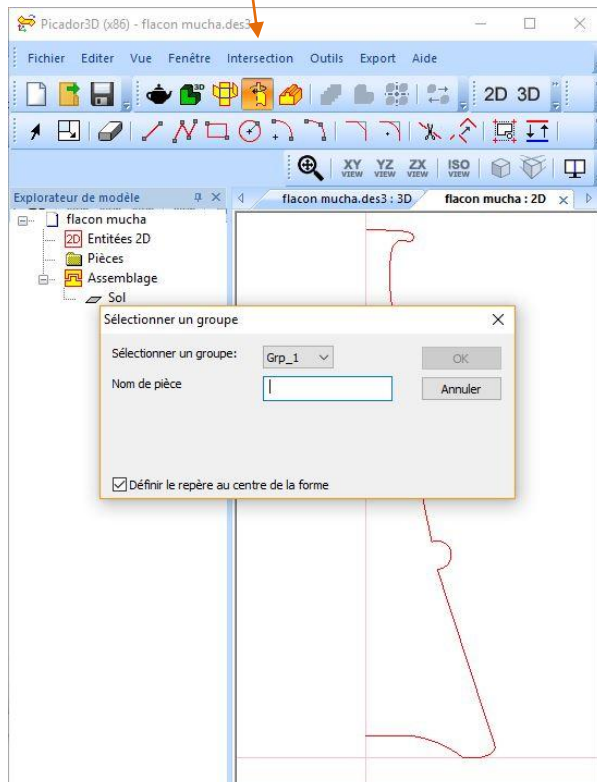 Picador3D (x86) - flacon mucha.des3
Fichier Editer Vue Fenêtre Intersection Outils Export Aide
2D 3D
XY VIEW YZ VIEW ZX VIEW ISO VIEW
Explorateur de modèle
flacon mucha.des3 : 3D flacon mucha : 2D
flacon mucha
2D Entitées 2D
Pièces
Assemblage
Sol
Sélectionner un groupe
Sélectionner un groupe: Grp_1 OK
Nom de pièce Annuler
Définir le repère au centre de la forme